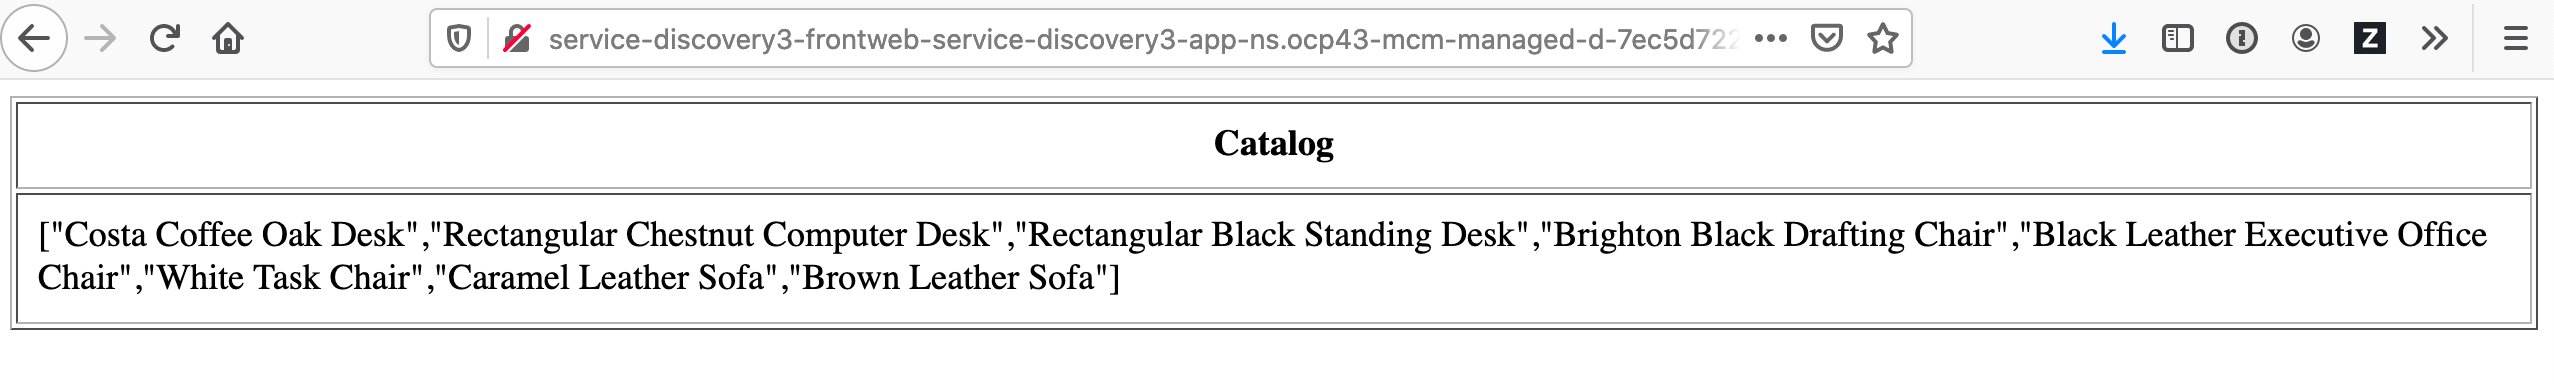 service-discovery3-frontweb-service-discovery3-app-ns.ocp43-mcm-managed-d-7ec5d722
Z
Catalog
["Costa Coffee Oak Desk","Rectangular Chestnut Computer Desk","Rectangular Black Standing Desk","Brighton Black Drafting Chair","Black Leather Executive Office
Chair","White Task Chair","Caramel Leather Sofa","Brown Leather Sofa"]